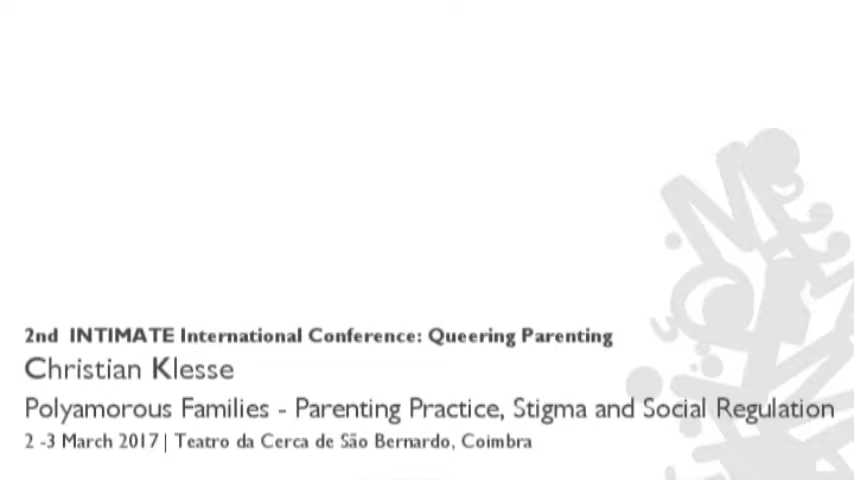 2nd INTIMATE International Conference: Queering Parenting
Christian Klesse
Polyamorous Families - Parenting Practice, Stigma and Social Regulation
2 -3 March 2017| Teatro da Cerca de São Bernardo, Coimbra